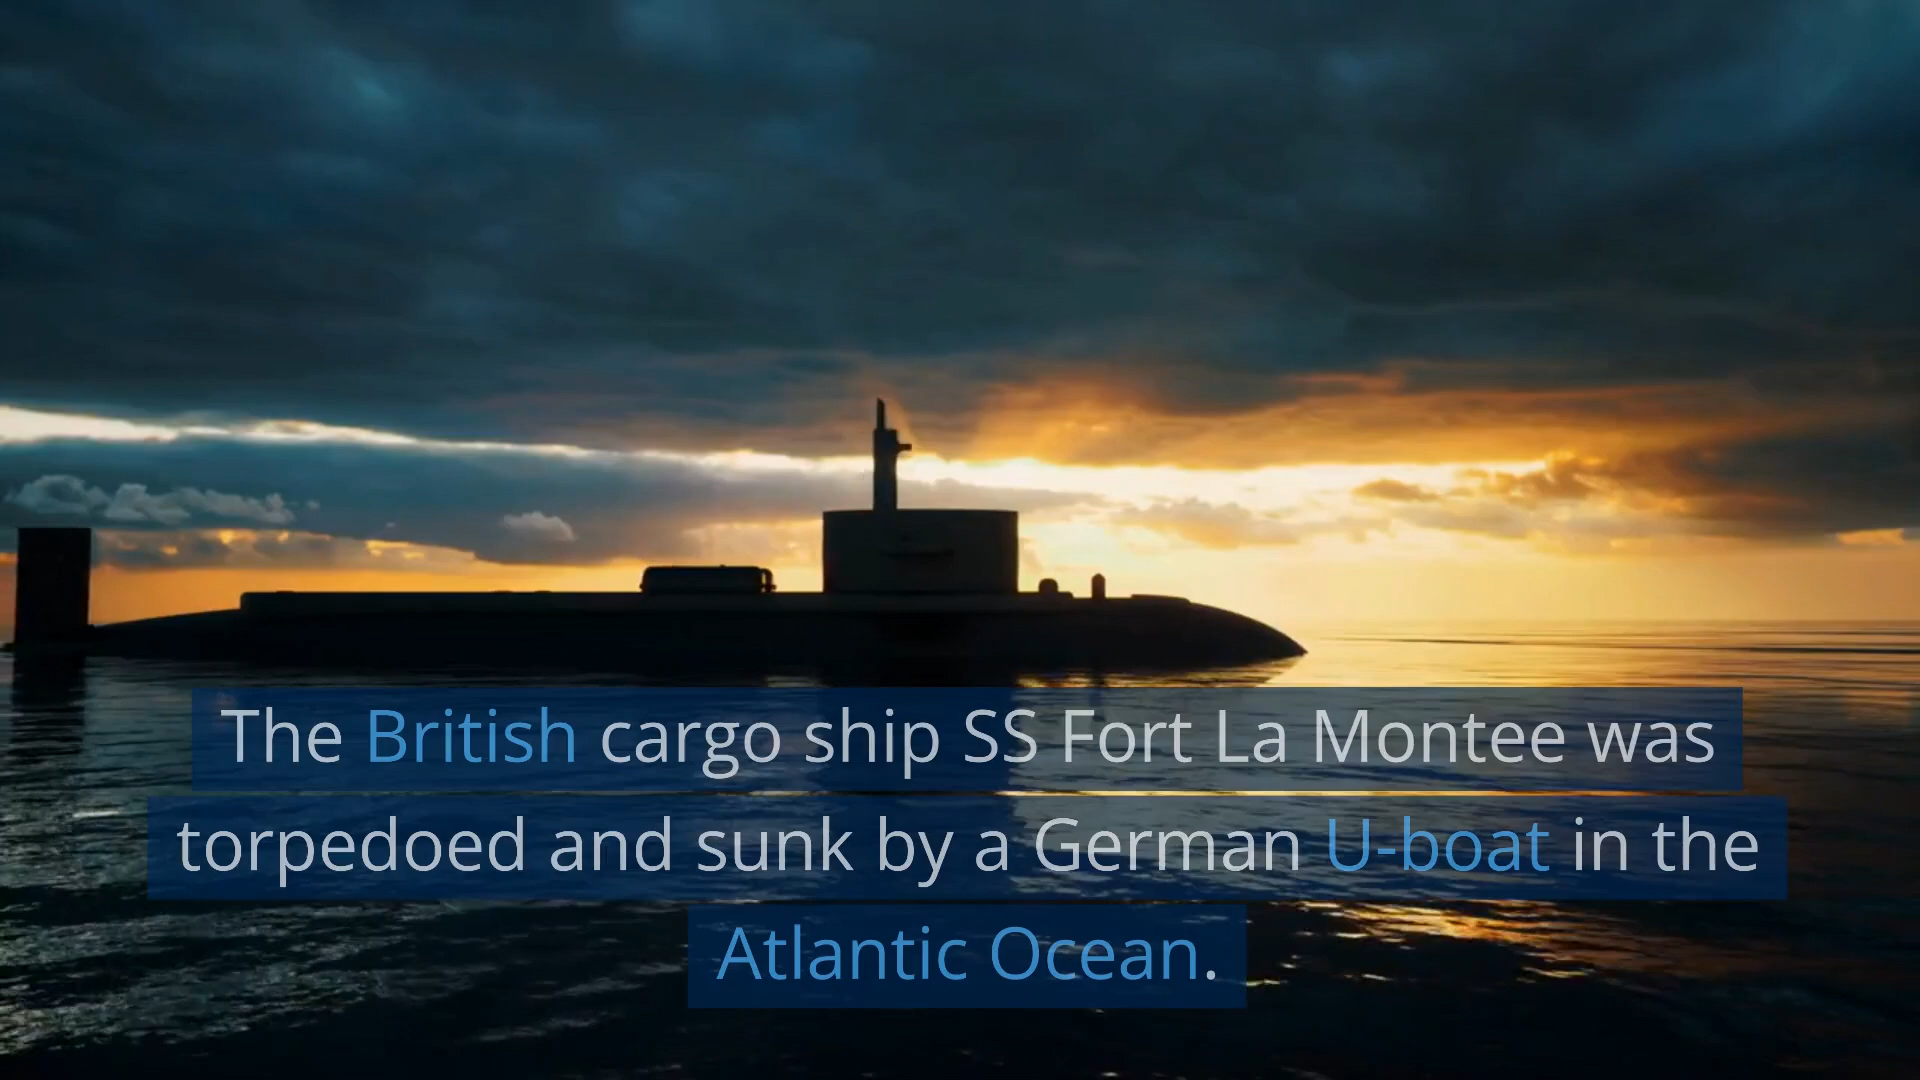 The British cargo ship SS Fort La Montee was
torpedoed and sunk by a German U-boat in the
Atlantic Ocean.